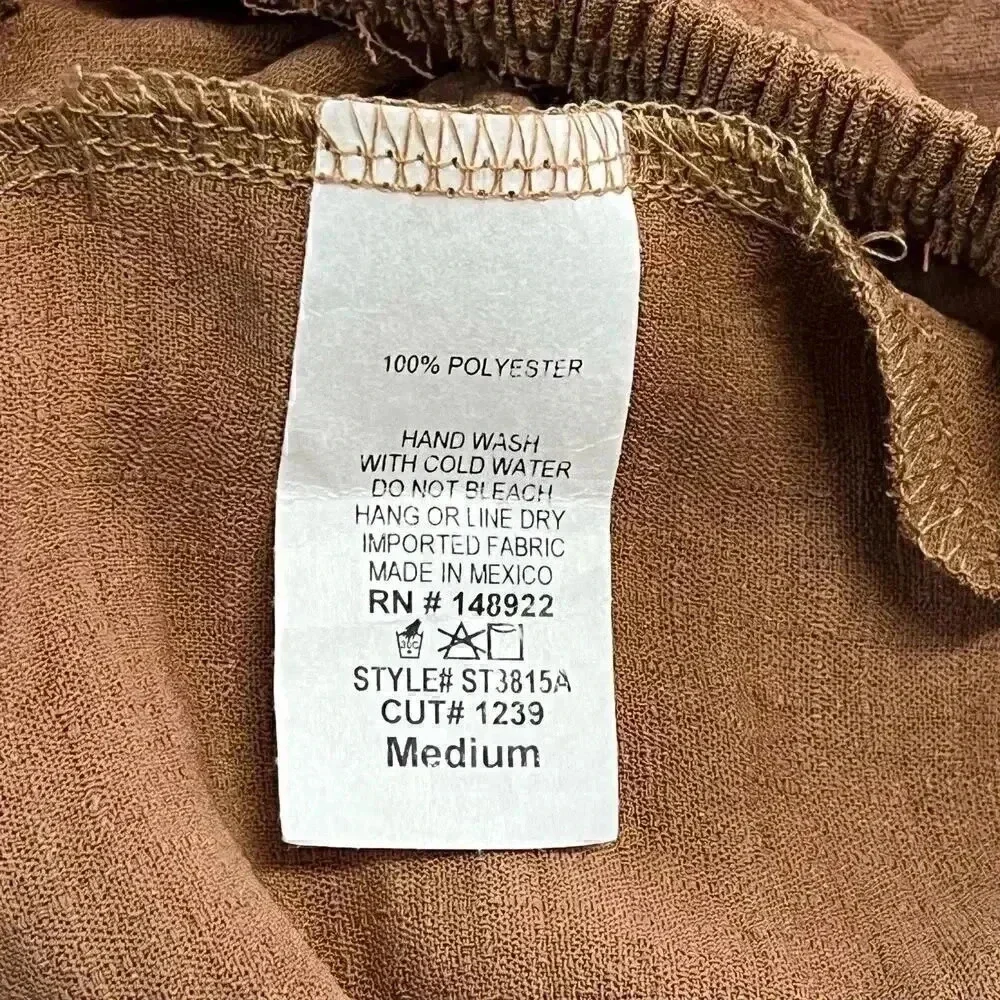 100% POLYESTER
HAND WASH
WITH COLD WATER
DO NOT BLEACH
HANG OR LINE DRY
IMPORTED FABRIC
MADE IN MEXICO
RN # 148922
30C
STYLE# ST3815A
CUT# 1239
Medium